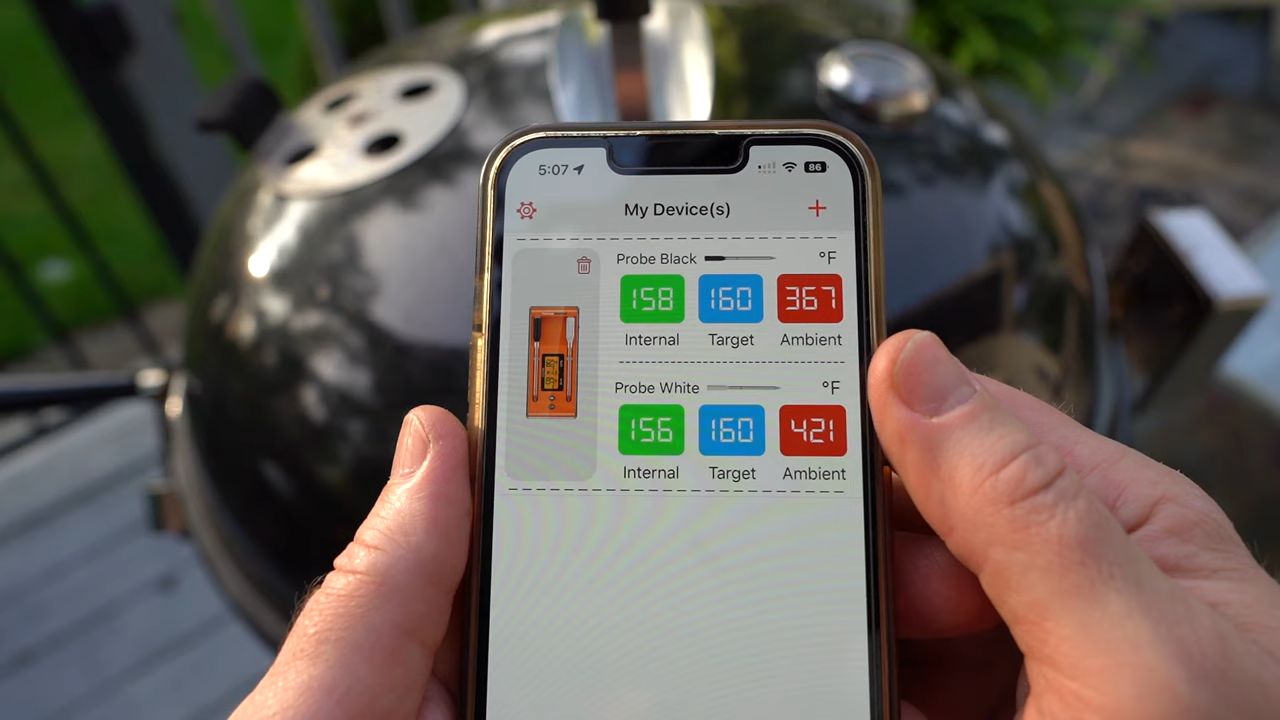 5:07
86
My Device(s)
Probe Black
°F
158 160 367
Internal Target Ambient
Probe White
°F
156 160 421
Internal Target Ambient